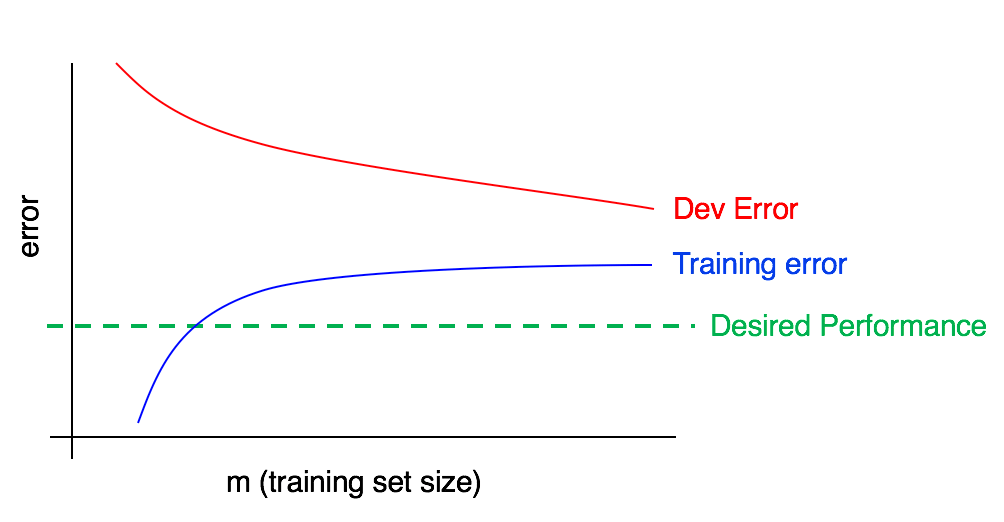 error
Dev Error
Training error
Desired Performance
m (training set size)